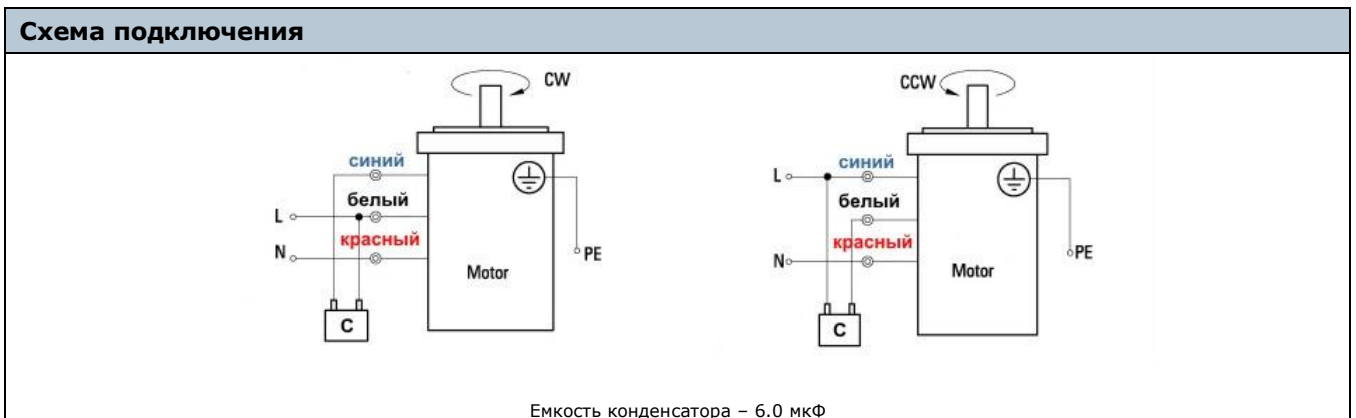 Схема подключения
CW
синий
белый
L
красный
N
PE
Motor
C
CCW
синий
L
белый
красный
N
PE
Motor
C
Емкость конденсатора – 6.0 мкФ